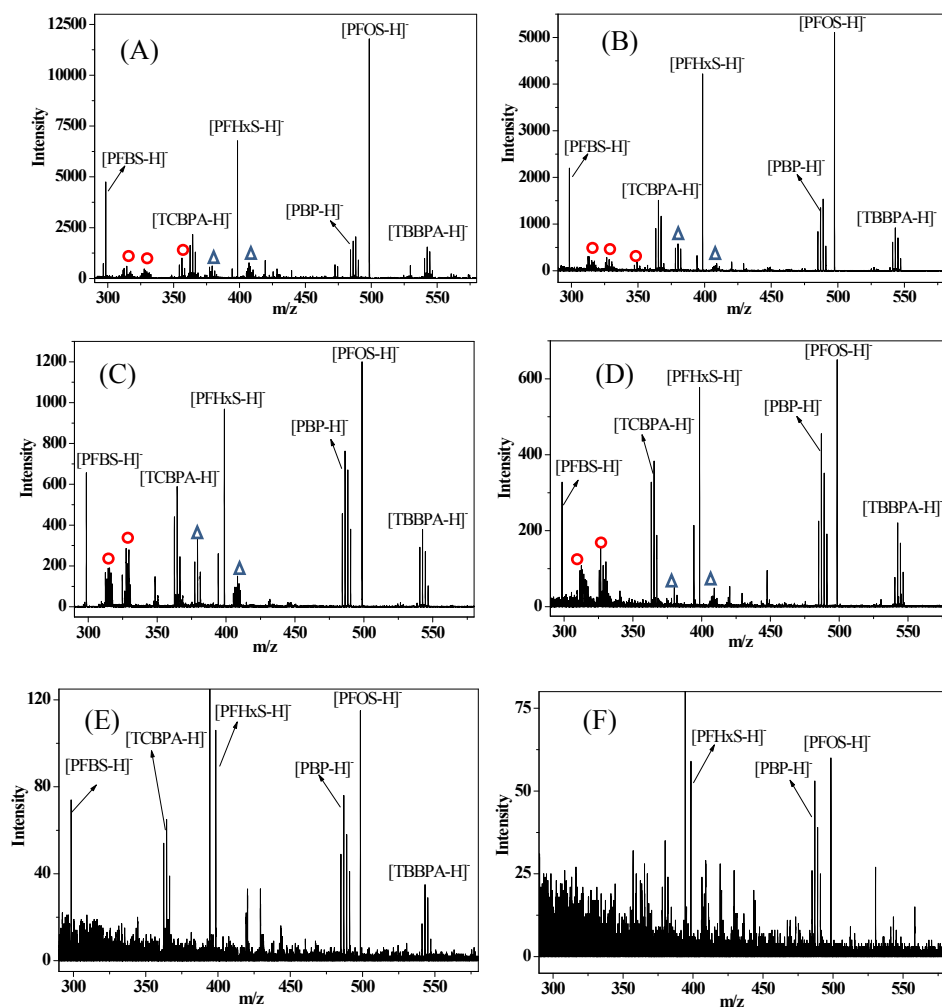 (A)
[PFOS-H]⁻
[PFHxS-H]⁻
[PFBS-H]⁻
[TCBPA-H]⁻
[PBP-H]⁻
[TBBPA-H]⁻
12500
10000
7500
5000
2500
0
Intensity
300 350 400 450 500 550
m/z
(B)
[PFOS-H]⁻
[PFHxS-H]⁻
[PFBS-H]⁻
[TCBPA-H]⁻
[PBP-H]⁻
[TBBPA-H]⁻
5000
4000
3000
2000
1000
0
Intensity
300 350 400 450 500 550
m/z
(C)
[PFOS-H]⁻
[PFHxS-H]⁻
[PBP-H]⁻
[PFBS-H]⁻
[TCBPA-H]⁻
[TBBPA-H]⁻
1200
1000
800
600
400
200
0
Intensity
300 350 400 450 500 550
m/z
(D)
[PFOS-H]⁻
[PFHxS-H]⁻
[PBP-H]⁻
[TCBPA-H]⁻
[PFBS-H]⁻
[TBBPA-H]⁻
600
400
200
0
Intensity
300 350 400 450 500 550
m/z
(E)
[PFOS-H]⁻
[PFHxS-H]⁻
[TCBPA-H]⁻
[PFBS-H]⁻
[PBP-H]⁻
[TBBPA-H]⁻
120
80
40
0
Intensity
300 350 400 450 500 550
m/z
(F)
[PFHxS-H]⁻
[PFOS-H]⁻
[PBP-H]⁻
75
50
25
0
Intensity
300 350 400 450 500 550
m/z